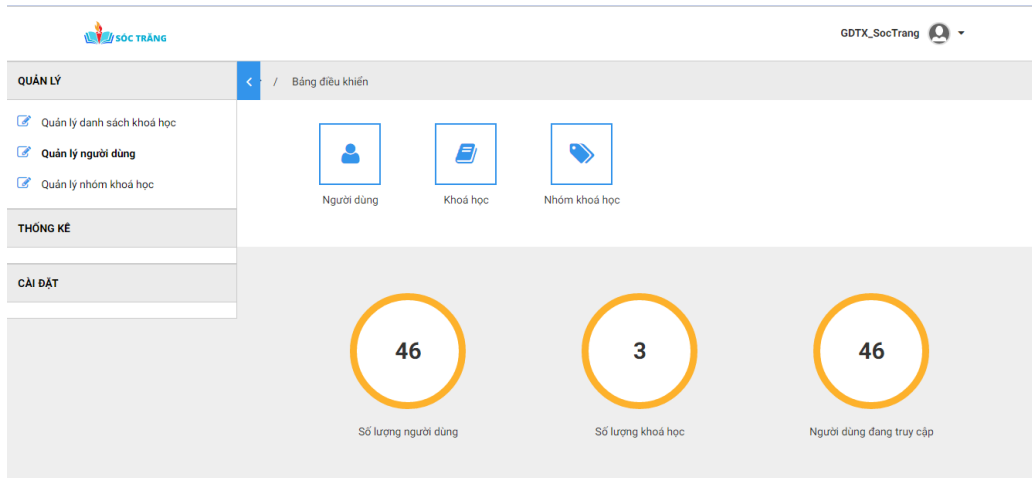 SÓC TRĂNG
GDTX_SocTrang
QUẢN LÝ
/ Bảng điều khiển
Quản lý danh sách khoá học
Quản lý người dùng
Quản lý nhóm khoá học
THỐNG KÊ
CÀI ĐẶT
Người dùng
Khoá học
Nhóm khoá học
46
3
46
Số lượng người dùng
Số lượng khoá học
Người dùng đang truy cập